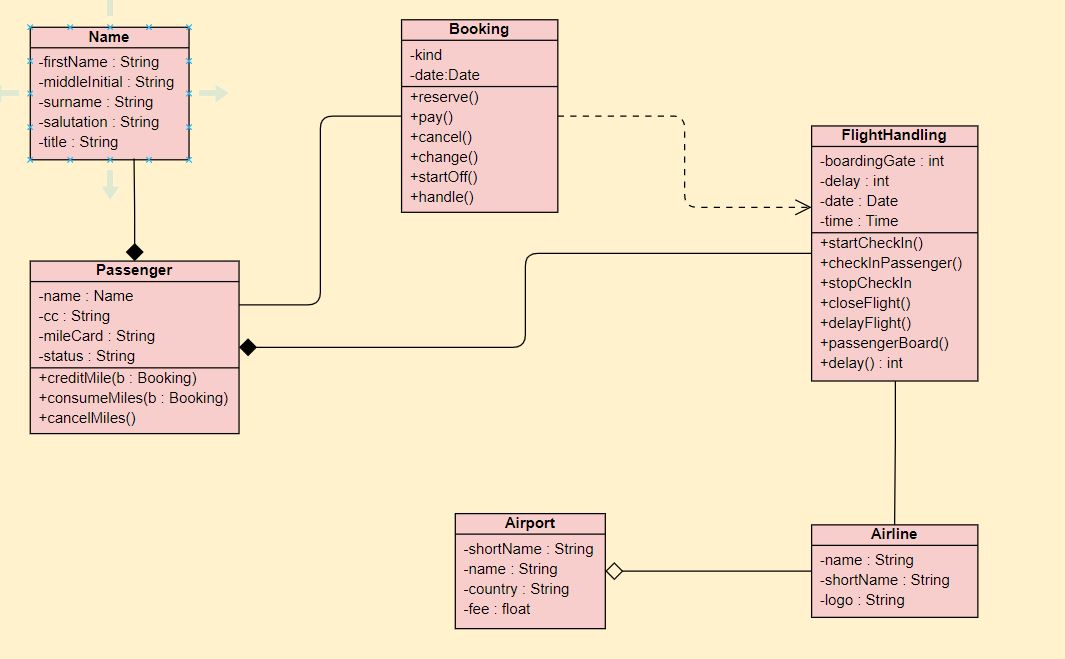 Name
-firstName : String
-middleInitial : String
-surname : String
-salutation : String
-title : String
Booking
-kind
-date:Date
+reserve()
+pay()
+cancel()
+change()
+startOff()
+handle()
FlightHandling
-boardingGate : int
-delay : int
-date : Date
-time : Time
+startCheckIn()
+checkInPassenger()
+stopCheckIn
+closeFlight()
+delayFlight()
+passengerBoard()
+delay() : int
Passenger
-name : Name
-cc : String
-mileCard : String
-status : String
+creditMile(b : Booking)
+consumeMiles(b : Booking)
+cancelMiles()
Airport
-shortName : String
-name : String
-country : String
-fee : float
Airline
-name : String
-shortName : String
-logo : String